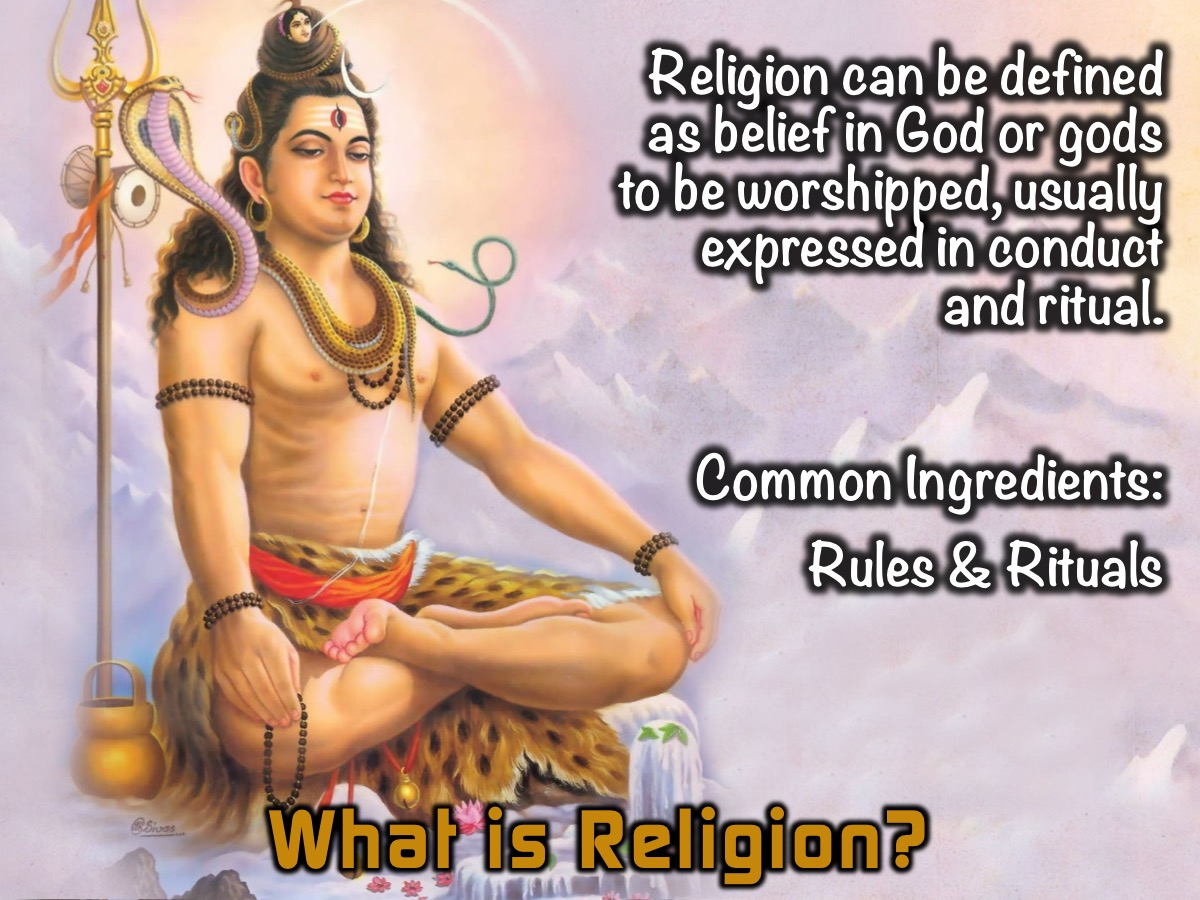 Religion can be defined
as belief in God or gods
to be worshipped, usually
expressed in conduct
and ritual.
Common Ingredients:
Rules & Rituals
Sivas
What is Religion?